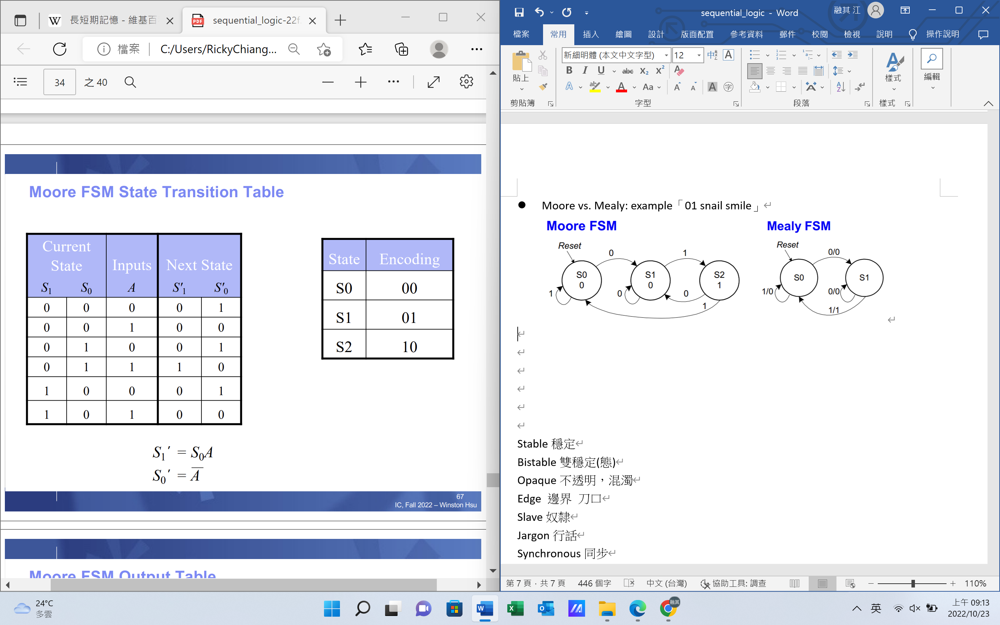 長短期記憶 - 維基百
sequential_logic-22f
檔案
C:/Users/RickyChiang...
34
之 40
Moore FSM State Transition Table
Current State Inputs Next State
S1 S0 A S'1 S'0
0 0 0 0 1
0 0 1 0 0
0 1 0 0 1
0 1 1 1 0
1 0 0 0 1
1 0 1 0 0
State Encoding
S0 00
S1 01
S2 10
S1' = S0A
S0' = A̅
67
IC, Fall 2022 – Winston Hsu
Moore FSM Output Table
sequential_logic - Word
融其 江
檔案 常用 插入 繪圖 設計 版面配置 參考資料 郵件 校閱 檢視 說明 操作說明
貼上
新細明體 (本文中文字型) 12
樣式
編輯
剪貼簿 字型 段落 樣式
● Moore vs. Mealy: example「01 snail smile」
Moore FSM
Reset
0
1
S0
0
S1
0
S2
1
1
0
0
1
Mealy FSM
Reset
0/0
S0
S1
1/0
0/0
1/1
Stable 穩定
Bistable 雙穩定(態)
Opaque 不透明，混濁
Edge 邊界 刀口
Slave 奴隸
Jargon 行話
Synchronous 同步
第 7 頁，共 7 頁 446 個字 中文 (台灣) 協助工具: 調查 110%
24°C
多雲
英
上午 09:13
2022/10/23